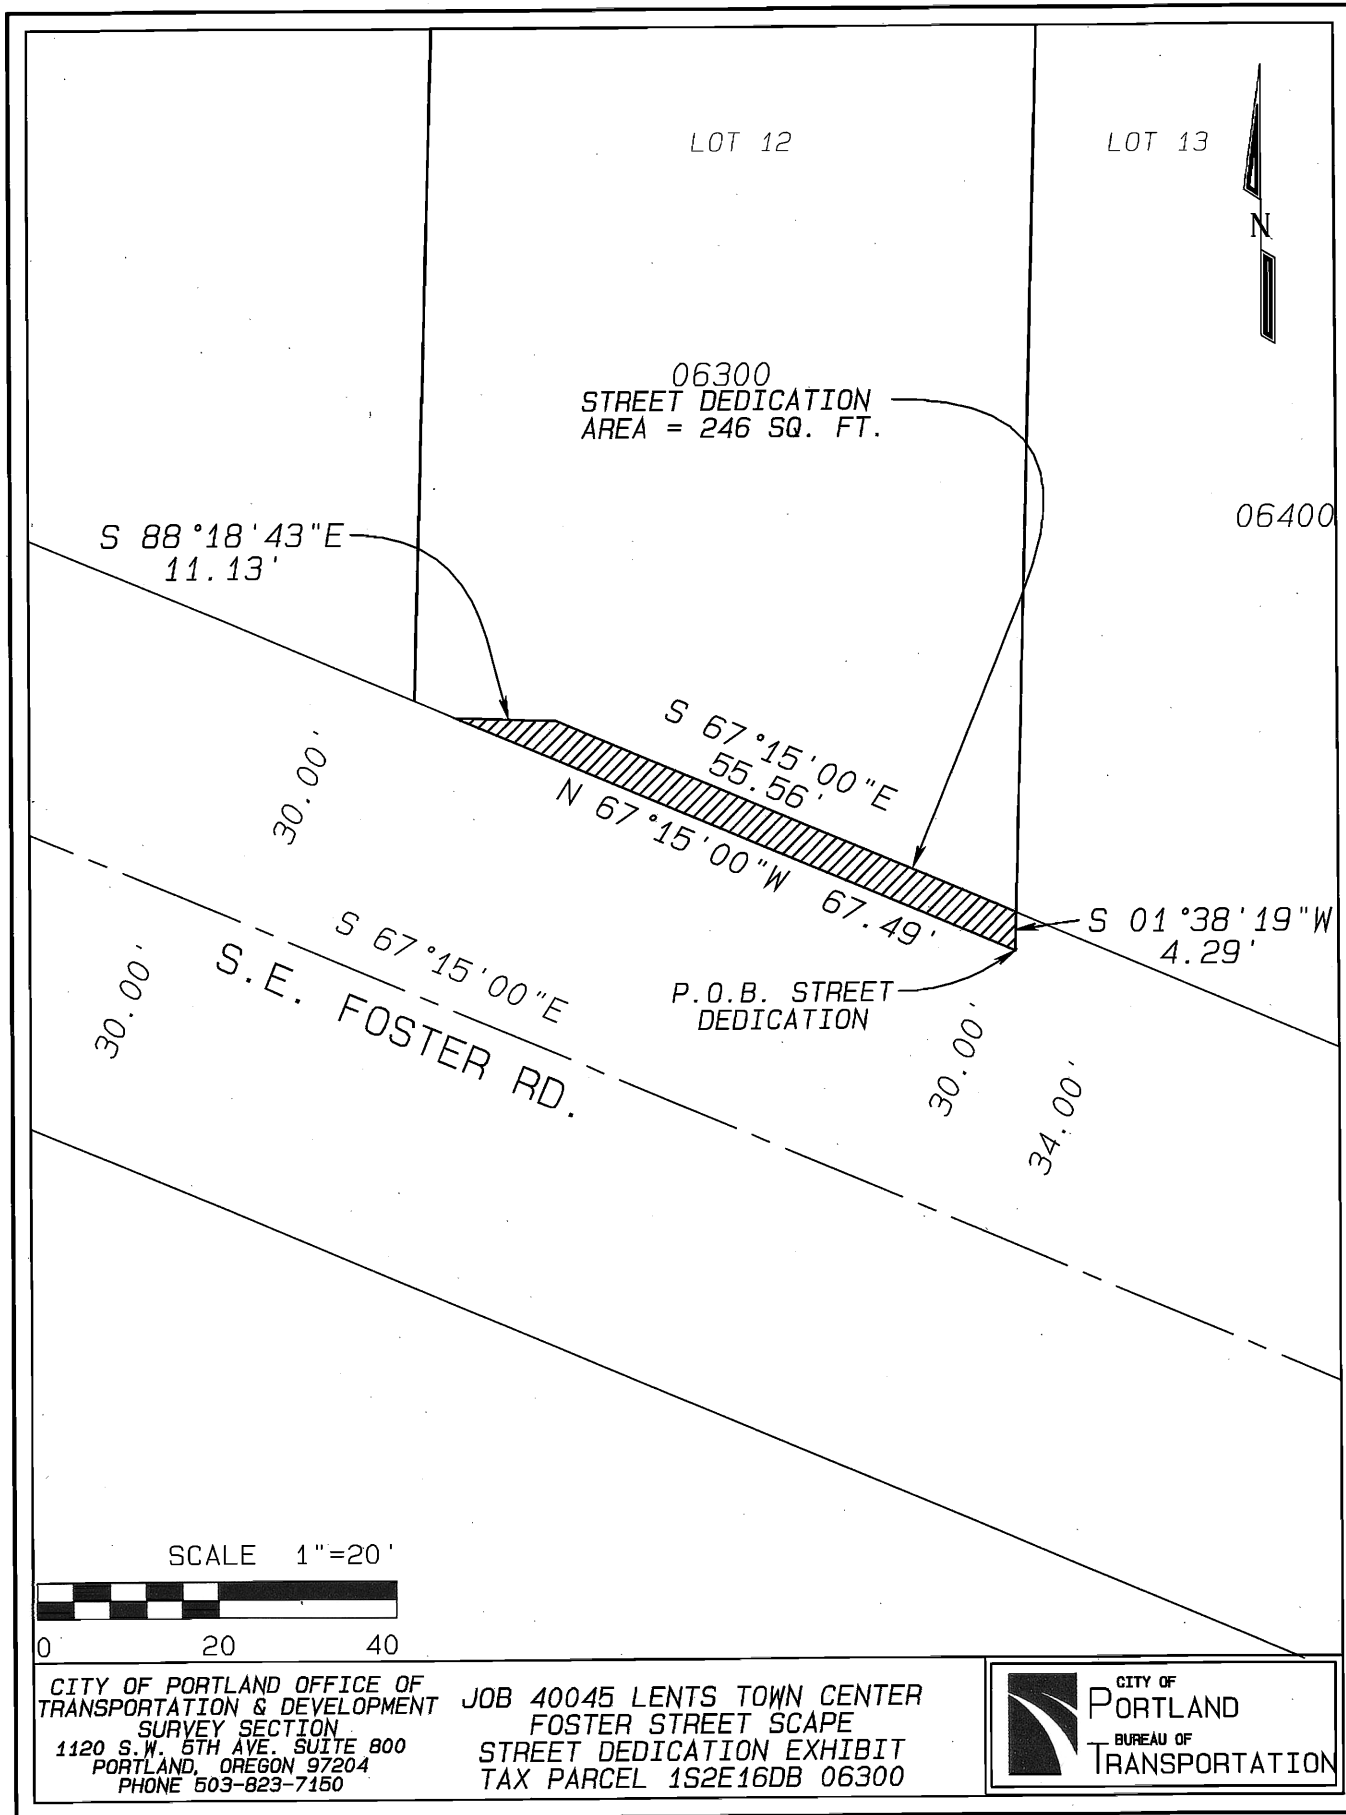 LOT 12
LOT 13
N
06300
STREET DEDICATION
AREA = 246 SQ. FT.
06400
S 88°18'43"E
11.13'
S 67°15'00"E
55.56'
N 67°15'00"W 67.49'
30.00'
S 01°38'19"W
4.29'
S 67°15'00"E
S.E. FOSTER RD.
30.00'
P.O.B. STREET
DEDICATION
30.00'
34.00'
SCALE 1"=20'
0 20 40
CITY OF PORTLAND OFFICE OF
TRANSPORTATION & DEVELOPMENT
SURVEY SECTION
1120 S.W. 5TH AVE. SUITE 800
PORTLAND, OREGON 97204
PHONE 503-823-7150
JOB 40045 LENTS TOWN CENTER
FOSTER STREET SCAPE
STREET DEDICATION EXHIBIT
TAX PARCEL 1S2E16DB 06300
CITY OF
PORTLAND
BUREAU OF
TRANSPORTATION